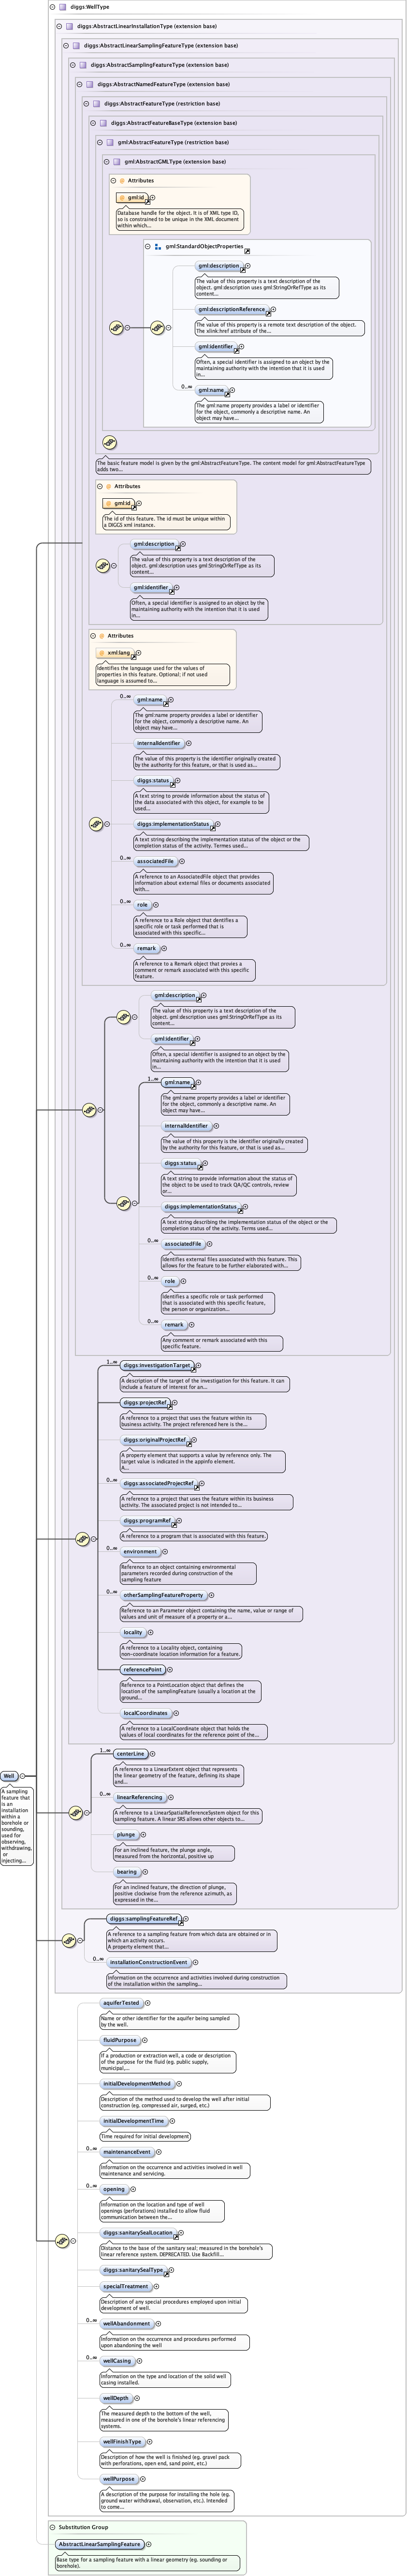 diggs:WellType
diggs:AbstractLinearInstallationType (extension base)
diggs:AbstractLinearSamplingFeatureType (extension base)
diggs:AbstractSamplingFeatureType (extension base)
diggs:AbstractNamedFeatureType (extension base)
diggs:AbstractFeatureType (restriction base)
diggs:AbstractFeatureBaseType (extension base)
gml:AbstractFeatureType (restriction base)
gml:AbstractGMLType (extension base)
Attributes
gml:id
Database handle for the object. It is of XML type ID,
so is constrained to be unique in the XML document
within which...
gml:StandardObjectProperties
gml:description
The value of this property is a text description of the
object. gml:description uses gml:StringOrRefType as its
content...
gml:descriptionReference
The value of this property is a remote text description of the object.
The xlink:href attribute of the...
gml:identifier
Often, a special identifier is assigned to an object by the
maintaining authority with the intention that it is used
in...
0..∞
gml:name
The gml:name property provides a label or identifier
for the object, commonly a descriptive name. An
object may have...
The basic feature model is given by the gml:AbstractFeatureType. The content model for gml:AbstractFeatureType
adds two...
Attributes
gml:id
The id of this feature. The id must be unique within
a DIGGS xml instance.
gml:description
The value of this property is a text description of the
object. gml:description uses gml:StringOrRefType as its
content...
gml:identifier
Often, a special identifier is assigned to an object by the
maintaining authority with the intention that it is used
in...
Attributes
xml:lang
Identifies the language used for the values of
properties in this feature. Optional; if not used
language is assumed to...
0..∞
gml:name
The gml:name property provides a label or identifier
for the object, commonly a descriptive name. An
object may have...
internalIdentifier
The value of this property is the identifier originally created
by the authority for this feature, or that is used as...
diggs:status
A text string to provide information about the status of
the data associated with this object, for example to be
used...
diggs:implementationStatus
A text string describing the implementation status of the object or the
completion status of the activity. Terms used...
0..∞
associatedFile
A reference to an AssociatedFile object that provides
information about external files or documents associated
with...
0..∞
role
A reference to a Role object that dentifies a
specific role or task performed that is
associated with this specific...
0..∞
remark
A reference to a Remark object that provies a
comment or remark associated with this specific
feature.
gml:description
The value of this property is a text description of the
object. gml:description uses gml:StringOrRefType as its
content...
gml:identifier
Often, a special identifier is assigned to an object by the
maintaining authority with the intention that it is used
in...
1..∞
gml:name
The gml:name property provides a label or identifier
for the object, commonly a descriptive name. An
object may have...
internalIdentifier
The value of this property is the identifier originally created
by the authority for this feature, or that is used as...
diggs:status
A text string to provide information about the status
of the object to be used to track QA/QC controls, review
or...
diggs:implementationStatus
A text string describing the implementation status of the object or the
completion status of the activity. Terms used...
0..∞
associatedFile
Identifies external files associated with this feature. This
allows for the feature to be further elaborated with...
0..∞
role
Identifies a specific role or task performed
that is associated with this specific feature,
the person or organization...
0..∞
remark
Any comment or remark associated with this
specific feature.
1..∞
diggs:investigationTarget
A description of the target of the investigation for this feature. It can
include a feature of interest for an...
diggs:projectRef
A reference to a project that uses the feature within its
business activity. The project referenced here is the...
diggs:originalProjectRef
A property element that supports a value by reference only. The
target value is indicated in the appinfo element.
A...
0..∞
diggs:associatedProjectRef
A reference to a project that uses the feature within its business
activity. The associated project is not intended to...
diggs:programRef
A reference to a program that is associated with this feature.
0..∞
environment
Reference to an object containing environmental
parameters recorded during construction of the
sampling feature
0..∞
otherSamplingFeatureProperty
Reference to an Parameter object containing the name, value or range of
values and unit of measure of a property or a...
locality
A reference to a Locality object, containing
non-coordinate location information for a feature.
referencePoint
Reference to a PointLocation object that defines the
location of the samplingFeature (usually a location at the
ground...
localCoordinates
A reference to a LocalCoordinate object that holds the
values of local coordinates for the reference point of the...
1..∞
centerLine
A reference to a LinearExtent object that represents
the linear geometry of the feature, defining its shape
and...
0..∞
linearReferencing
A reference to a LinearSpatialReferenceSystem object for this
sampling feature. A linear SRS allows other objects to...
plunge
For an inclined feature, the plunge angle,
measured from the horizontal, positive up
bearing
For an inclined feature, the direction of plunge,
positive clockwise from the reference azimuth, as
expressed in the...
Well
A sampling
feature that
is an
installation
within a
borehole or
sounding,
used for
observing,
withdrawing,
or
injecting...
diggs:samplingFeatureRef
A reference to a sampling feature from which data are obtained or in
which an activity occurs.
A property element that...
0..∞
installationConstructionEvent
Information on the occurrence and activities involved during construction
of the installation within the sampling...
aquiferTested
Name or other identifier for the aquifer being sampled
by the well.
fluidPurpose
If a production or extraction well, a code or description
of the purpose for the fluid (eg. public supply,
municipal,...
initialDevelopmentMethod
Description of the method used to develop the well after initial
construction (eg. compressed air, surged, etc.)
initialDevelopmentTime
Time required for initial development
0..∞
maintenanceEvent
Information on the occurrence and activities involved in well
maintenance and servicing.
0..∞
opening
Information on the location and type of well
openings (perforations) installed to allow fluid
communication between the...
diggs:sanitarySealLocation
Distance to the base of the sanitary seal; measured in the borehole's
linear reference system. DEPRECATED. Use Backfill...
diggs:sanitarySealType
specialTreatment
Description of any special procedures employed upon initial
development of well.
0..∞
wellAbandonment
Information on the occurrence and procedures performed
upon abandoning the well
0..∞
wellCasing
Information on the type and location of the solid well
casing installed.
wellDepth
The measured depth to the bottom of the well,
measured in one of the borehole's linear referencing
systems.
wellFinishType
Description of how the well is finished (eg, gravel pack
with perforations, open end, sand point, etc.)
wellPurpose
A description of the purpose for installing the hole (eg.
ground water withdrawal, observation, etc.). Intended
to come...
Substitution Group
AbstractLinearSamplingFeature
Base type for a sampling feature with a linear geometry (eg. sounding or
borehole).